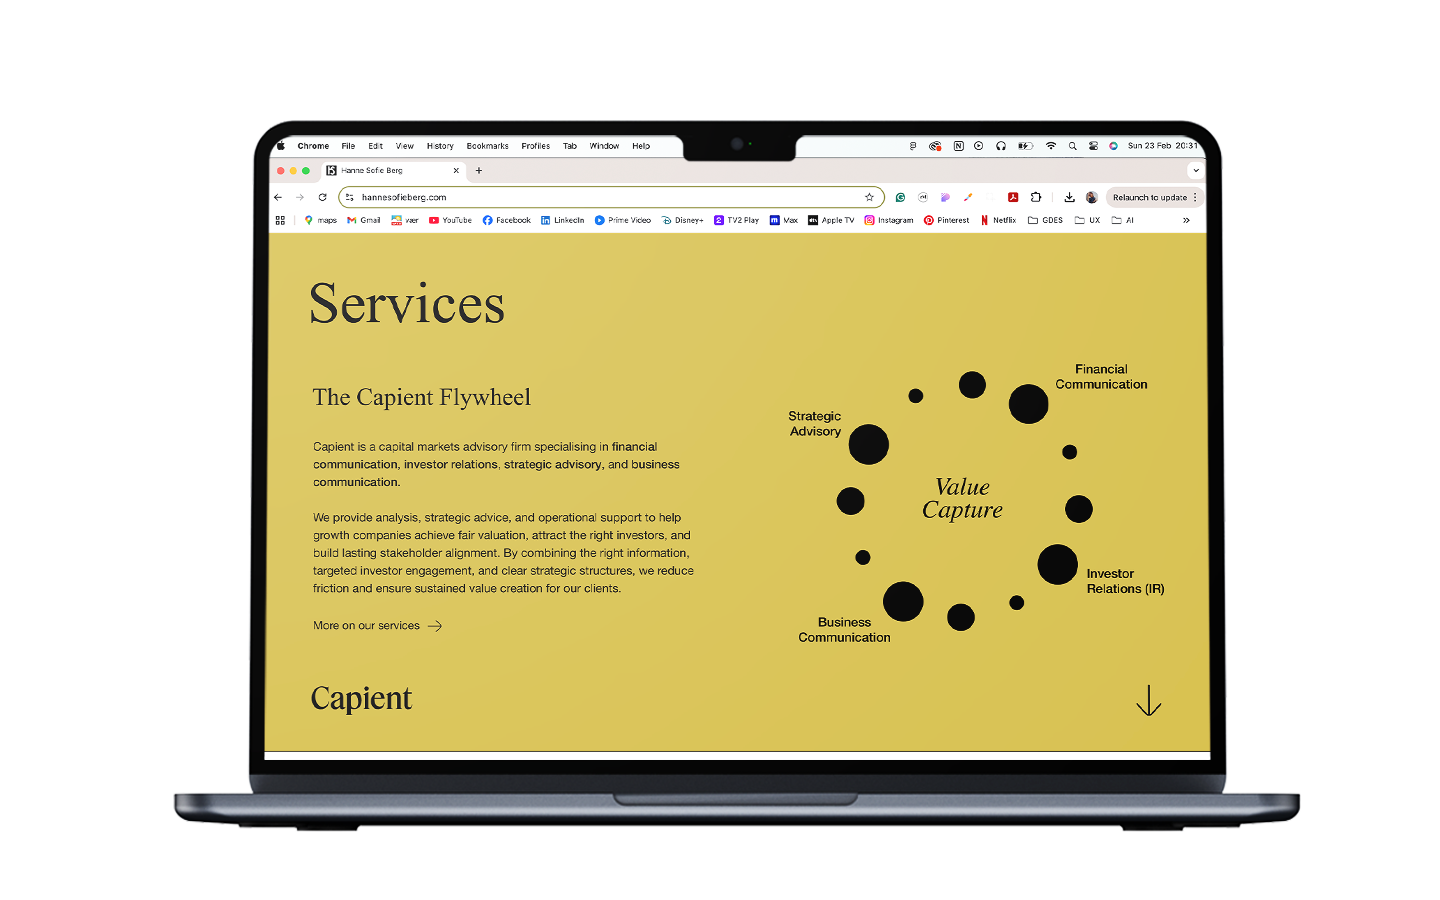 Chrome File Edit View History Bookmarks Profiles Tab Window Help Sun 23 Feb 20:31
Hanne Sofie Berg
hannesofieberg.com
Relaunch to update
maps Gmail vær YouTube Facebook LinkedIn Prime Video Disney+ TV2 Play Max Apple TV Instagram Pinterest Netflix GDES UX AI
Services
The Capient Flywheel
Capient is a capital markets advisory firm specialising in financial
communication, investor relations, strategic advisory, and business
communication.
We provide analysis, strategic advice, and operational support to help
growth companies achieve fair valuation, attract the right investors, and
build lasting stakeholder alignment. By combining the right information,
targeted investor engagement, and clear strategic structures, we reduce
friction and ensure sustained value creation for our clients.
More on our services
Capient
Financial
Communication
Strategic
Advisory
Value
Capture
Investor
Relations (IR)
Business
Communication